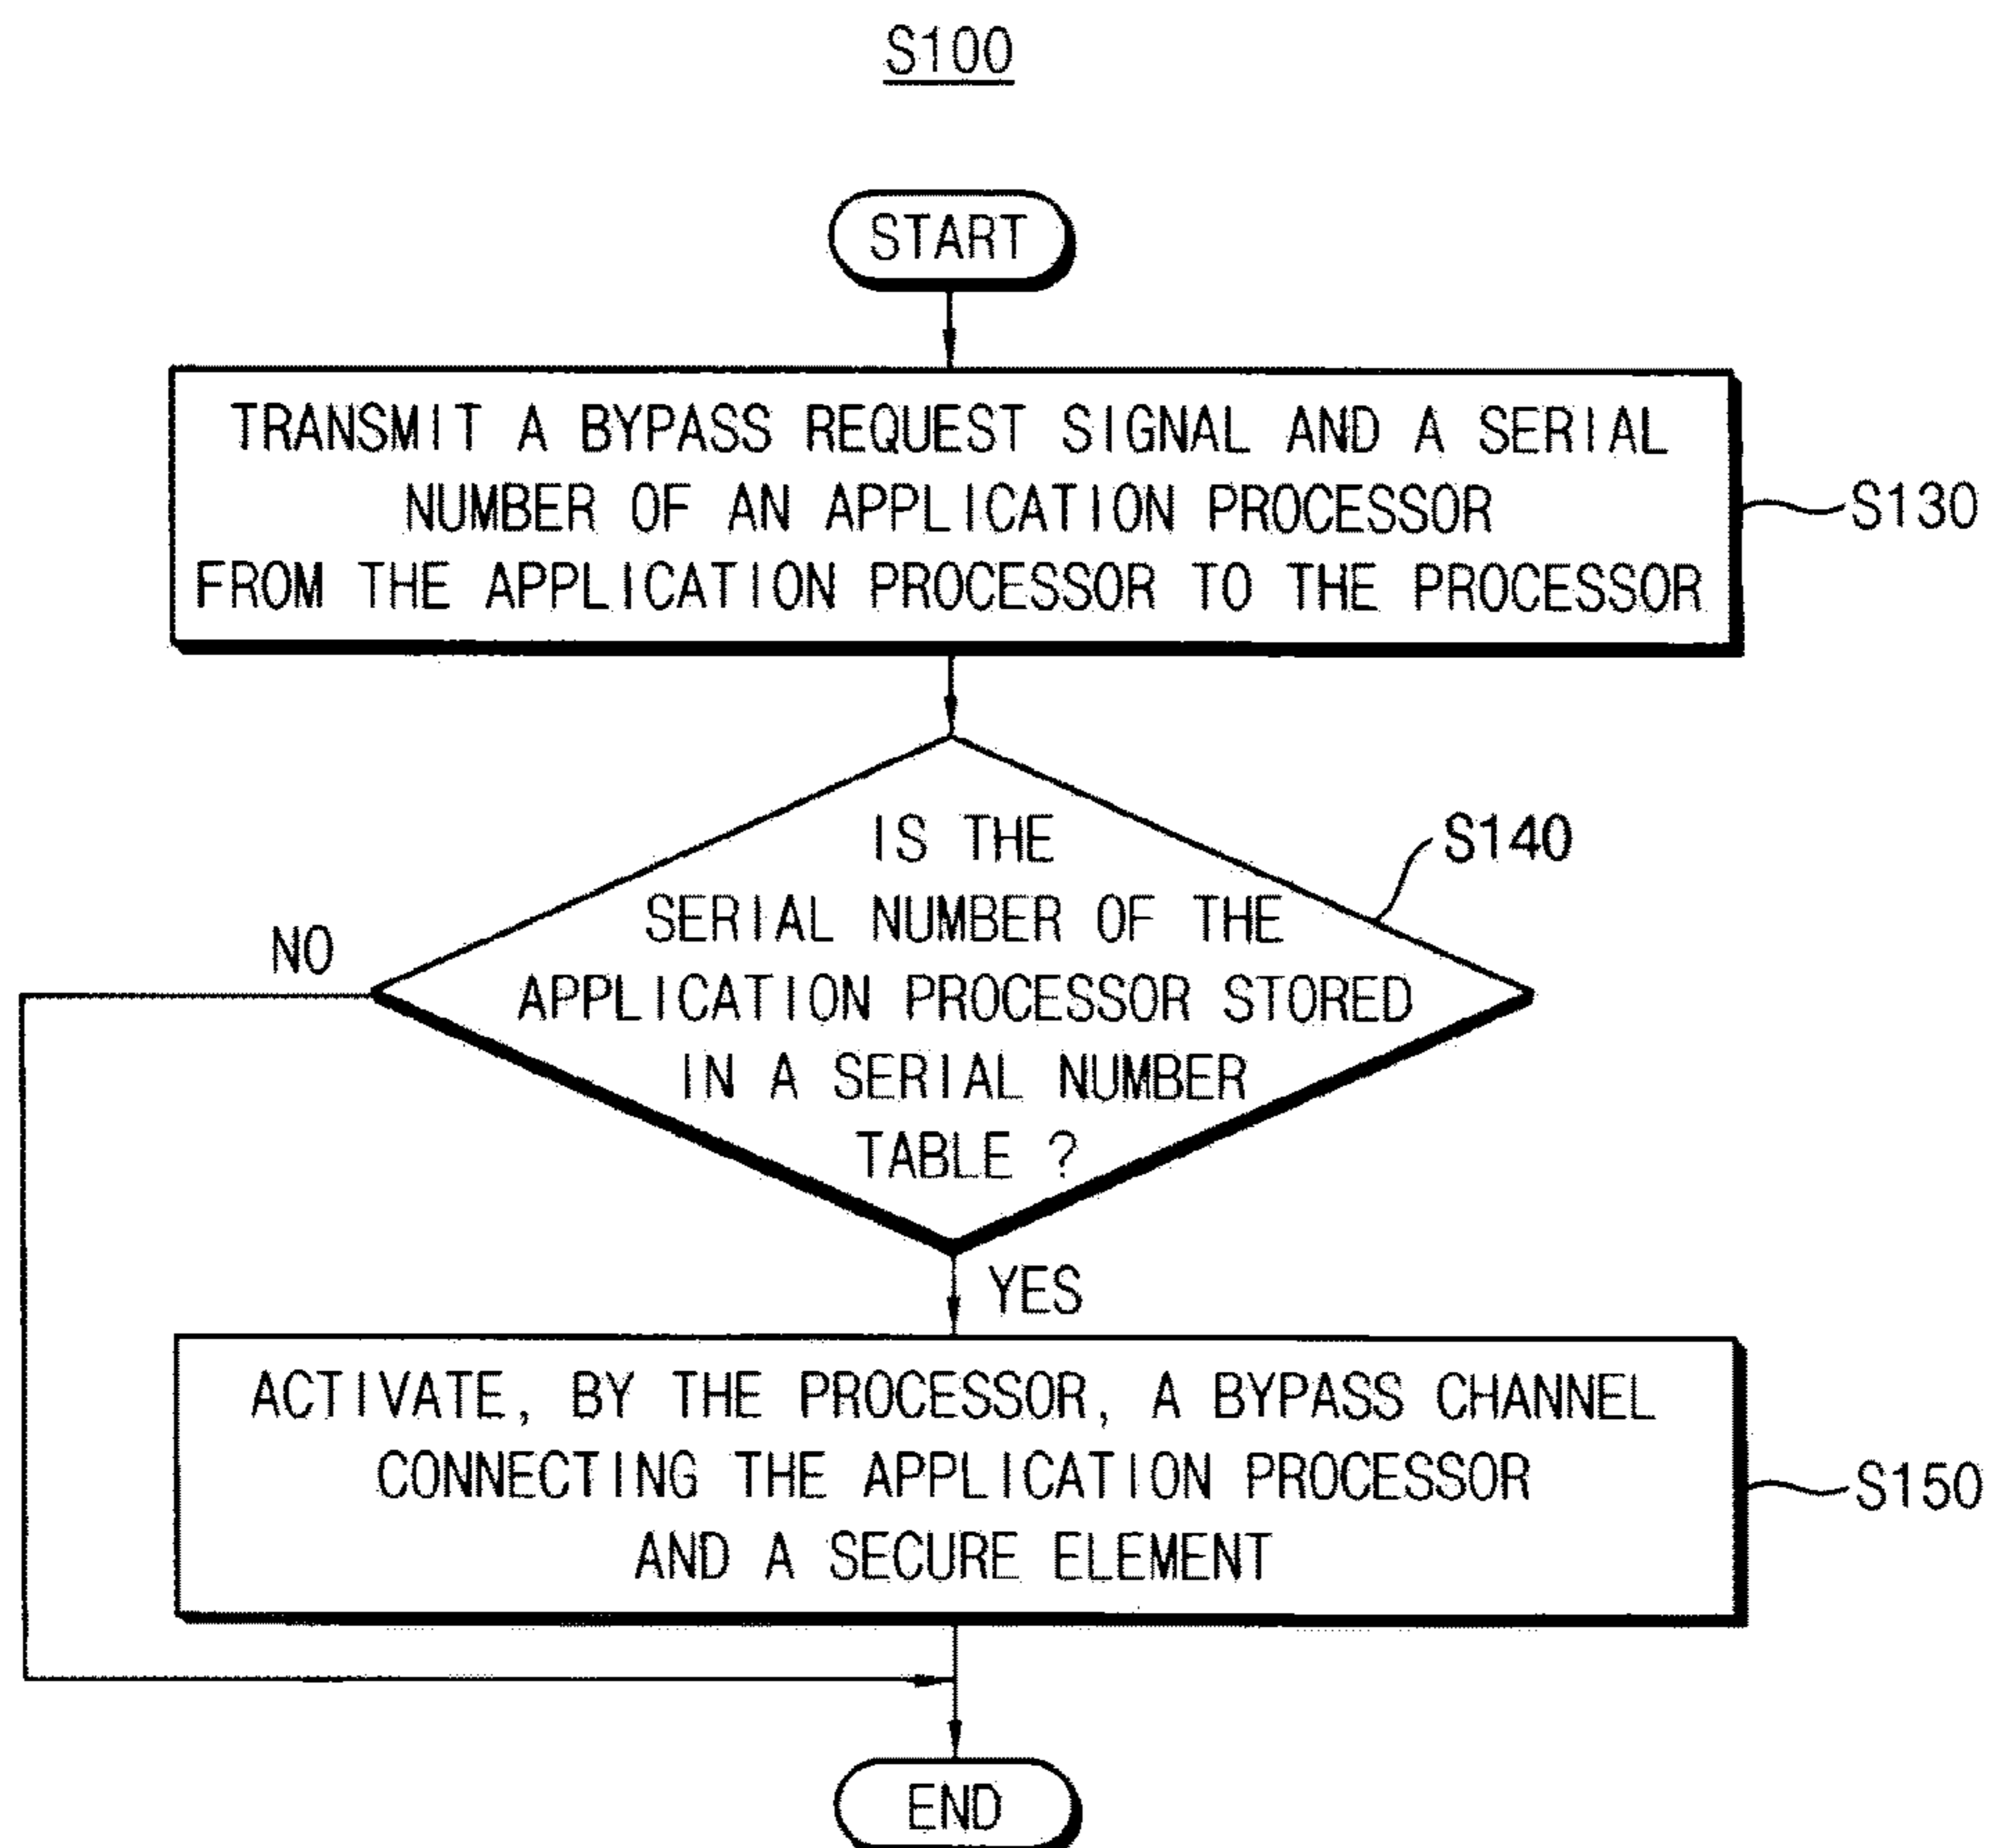 S100
START
TRANSMIT A BYPASS REQUEST SIGNAL AND A SERIAL
NUMBER OF AN APPLICATION PROCESSOR
FROM THE APPLICATION PROCESSOR TO THE PROCESSOR
S130
IS THE
SERIAL NUMBER OF THE
APPLICATION PROCESSOR STORED
IN A SERIAL NUMBER
TABLE ?
S140
NO
YES
ACTIVATE, BY THE PROCESSOR, A BYPASS CHANNEL
CONNECTING THE APPLICATION PROCESSOR
AND A SECURE ELEMENT
S150
END